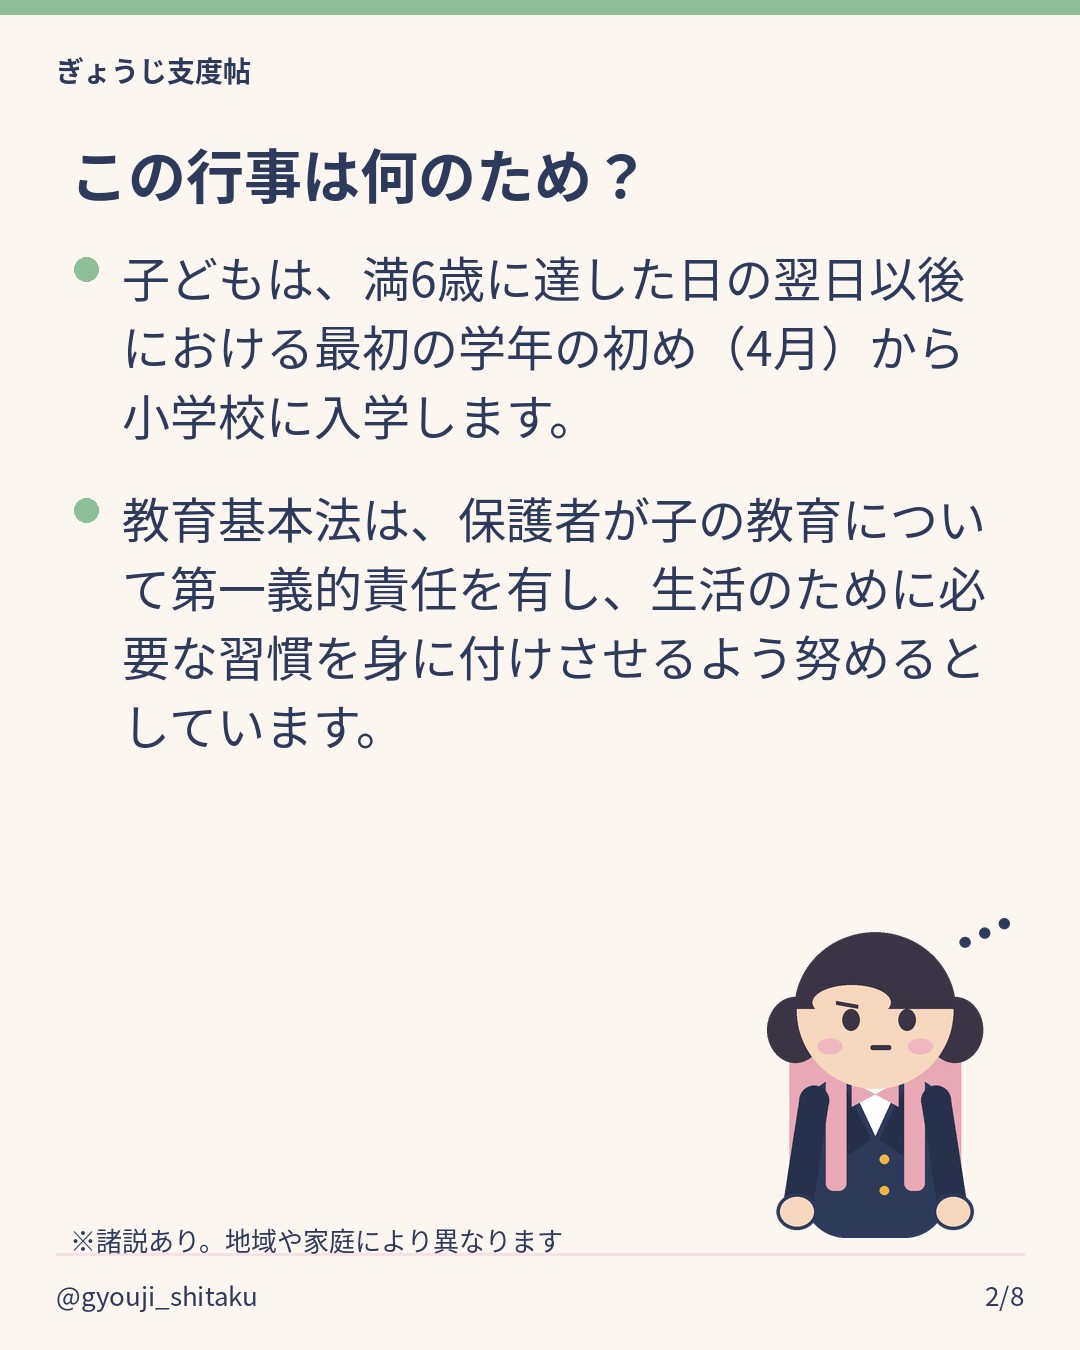 ぎょうじ支度帖
この行事は何のため？
子どもは、満6歳に達した日の翌日以後
における最初の学年の初め（4月）から
小学校に入学します。
教育基本法は、保護者が子の教育につい
て第一義的責任を有し、生活のために必
要な習慣を身に付けさせるよう努めると
しています。
※諸説あり。地域や家庭により異なります
@gyouji_shitaku
2/8